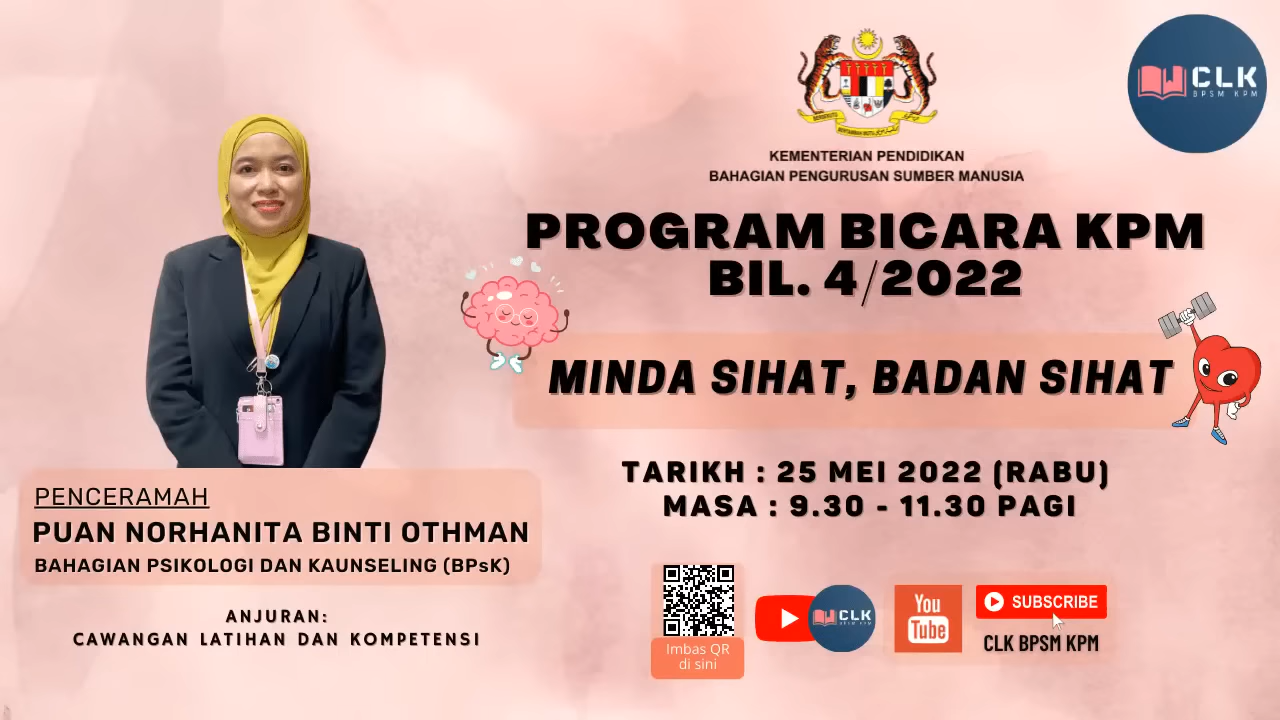 KEMENTERIAN PENDIDIKAN
BAHAGIAN PENGURUSAN SUMBER MANUSIA
CLK
BPSM KPM
PROGRAM BICARA KPM
BIL. 4/2022
MINDA SIHAT, BADAN SIHAT
TARIKH : 25 MEI 2022 (RABU)
MASA : 9.30 - 11.30 PAGI
PENCERAMAH
PUAN NORHANITA BINTI OTHMAN
BAHAGIAN PSIKOLOGI DAN KAUNSELING (BPsK)
ANJURAN:
CAWANGAN LATIHAN DAN KOMPETENSI
Imbas QR
di sini
CLK
BPSM KPM
You
Tube
SUBSCRIBE
CLK BPSM KPM